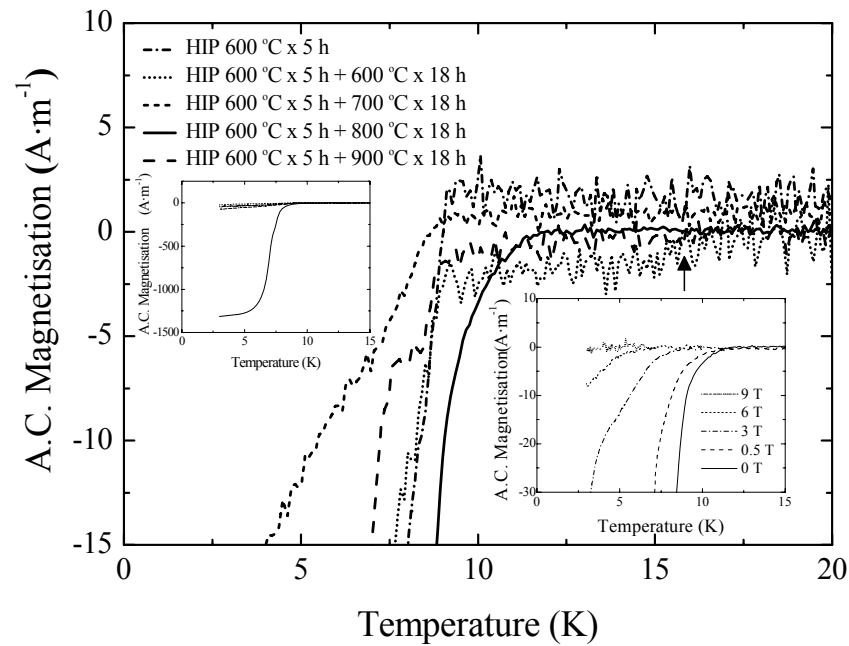 10
5
0
-5
-10
-15
A.C. Magnetisation (A·m⁻¹)
HIP 600 °C x 5 h
HIP 600 °C x 5 h + 600 °C x 18 h
HIP 600 °C x 5 h + 700 °C x 18 h
HIP 600 °C x 5 h + 800 °C x 18 h
HIP 600 °C x 5 h + 900 °C x 18 h
A.C. Magnetisation (A·m⁻¹)
0
-250
-500
-750
-1000
-1250
-1500
0 5 10 15
Temperature (K)
A.C. Magnetisation(A·m⁻¹)
10
0
-10
-20
-30
9 T
6 T
3 T
0.5 T
0 T
0 5 10 15
Temperature (K)
0 5 10 15 20
Temperature (K)